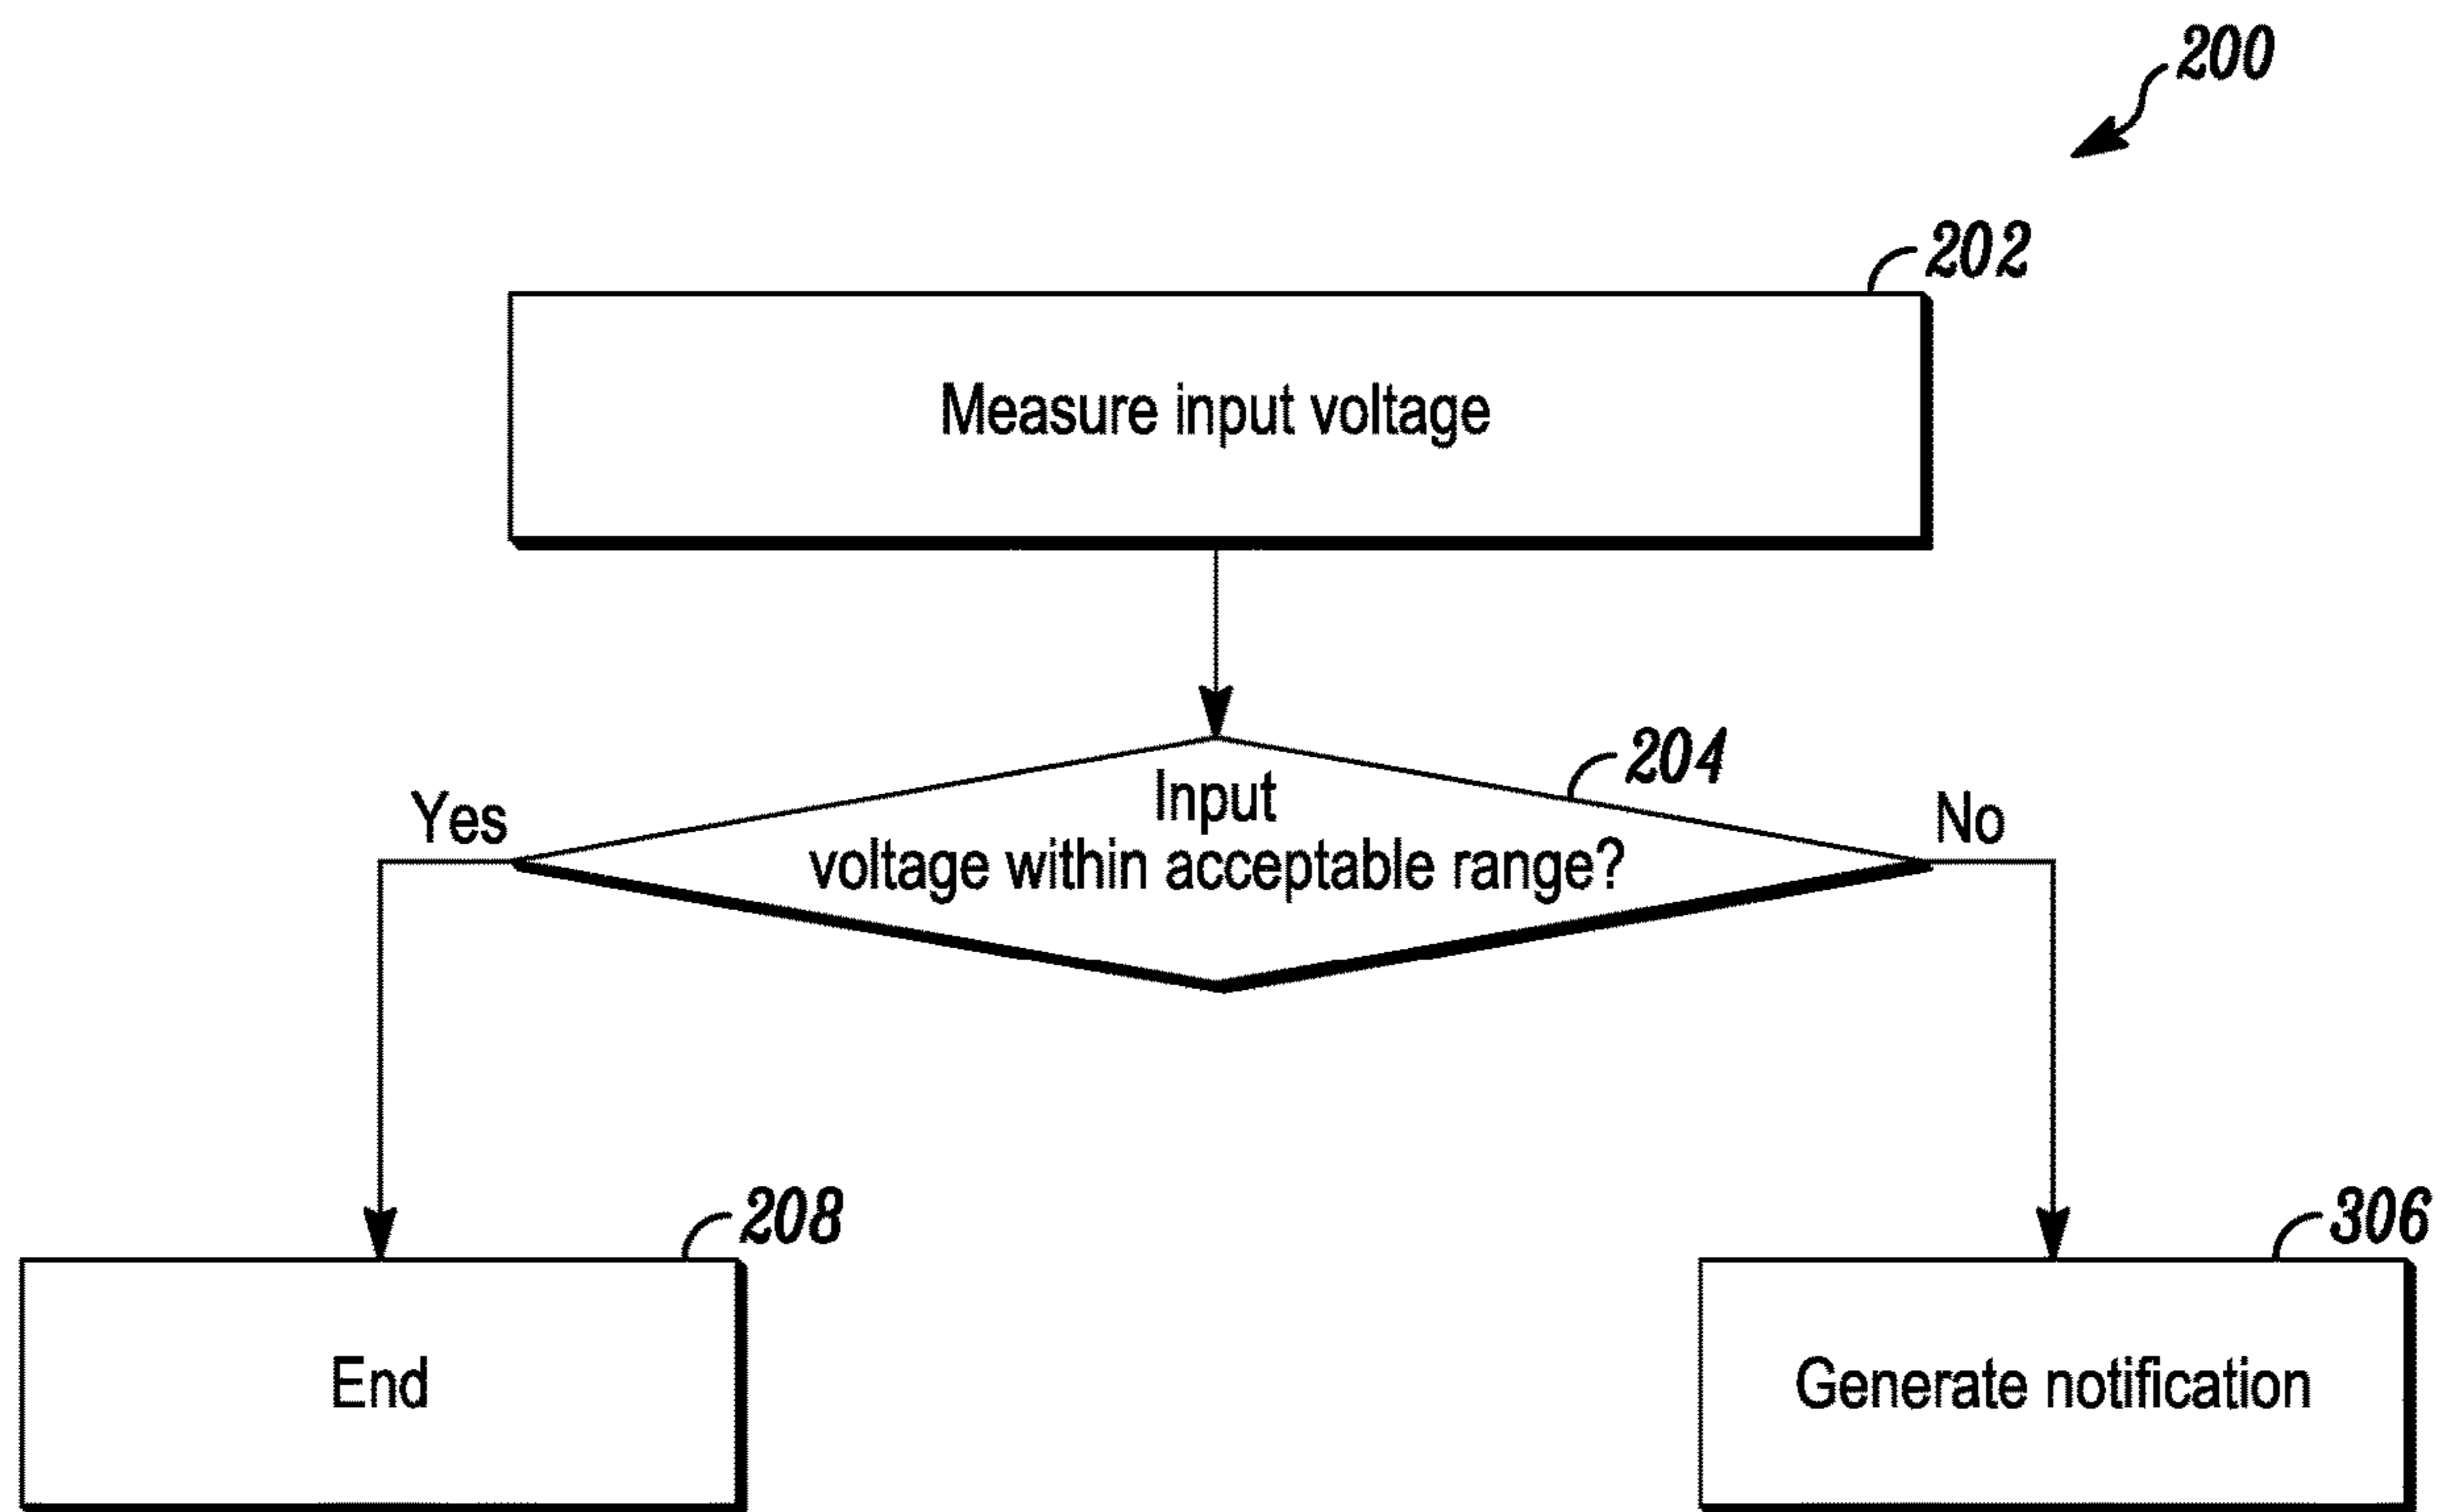 200
202
Measure input voltage
204
Input
voltage within acceptable range?
Yes
No
208
End
306
Generate notification